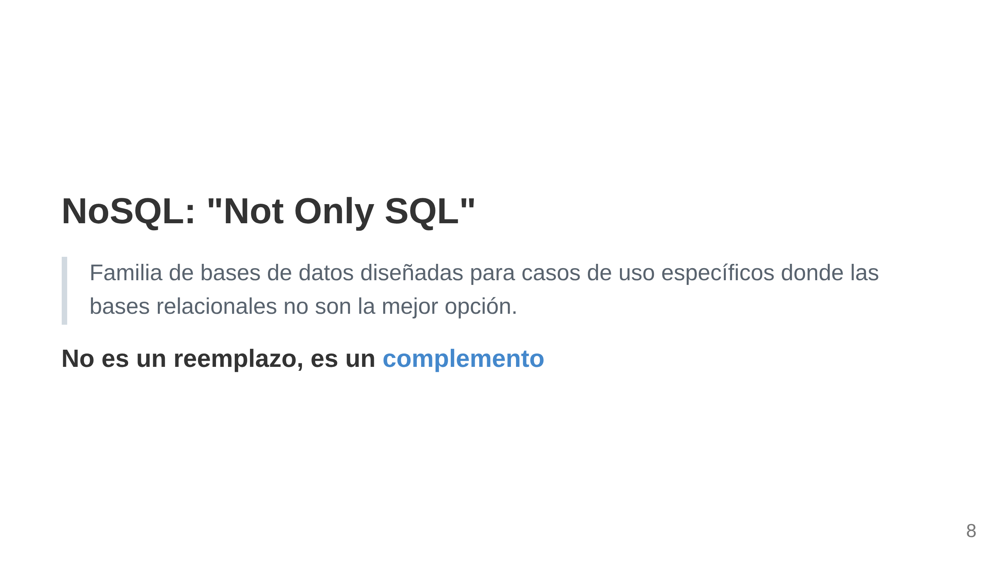 NoSQL: "Not Only SQL"
Familia de bases de datos diseñadas para casos de uso específicos donde las
bases relacionales no son la mejor opción.
No es un reemplazo, es un complemento
8